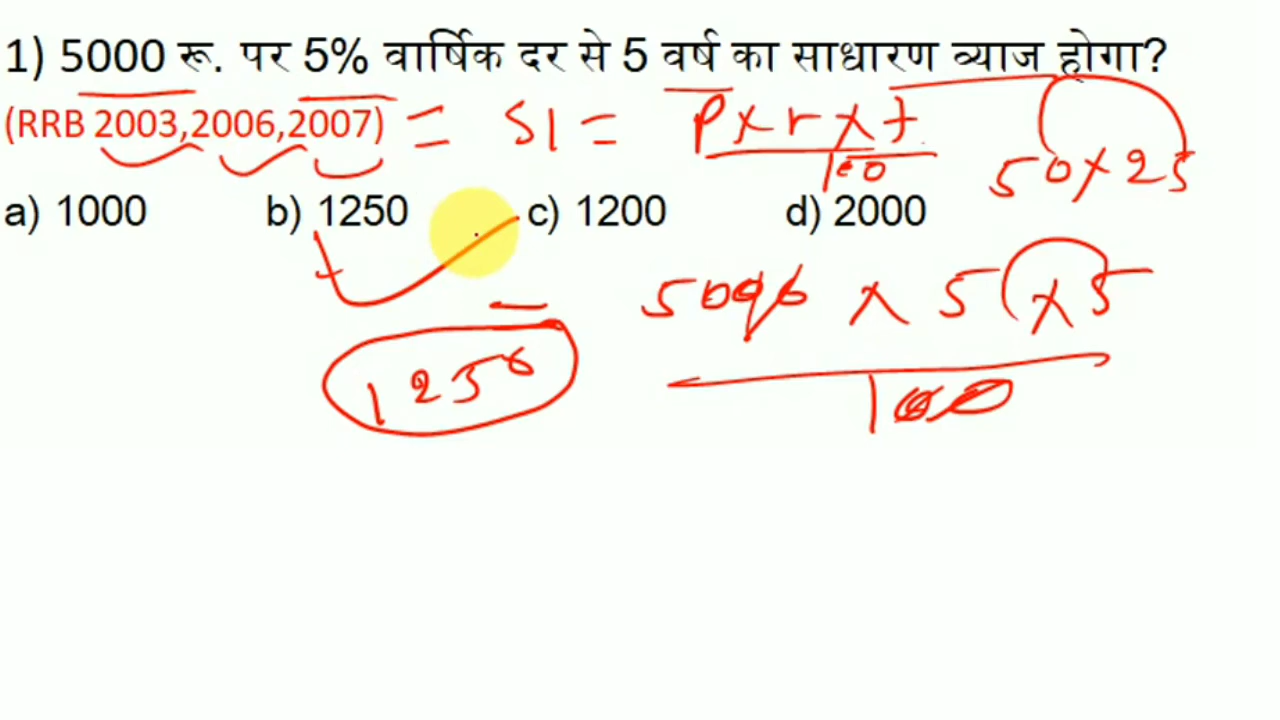 1) 5000 रू. पर 5% वार्षिक दर से 5 वर्ष का साधारण व्याज होगा?
(RRB 2003,2006,2007) = SI = P×r×t
100
50×25
a) 1000 b) 1250 c) 1200 d) 2000
5000 × 5 × 5
100
1250